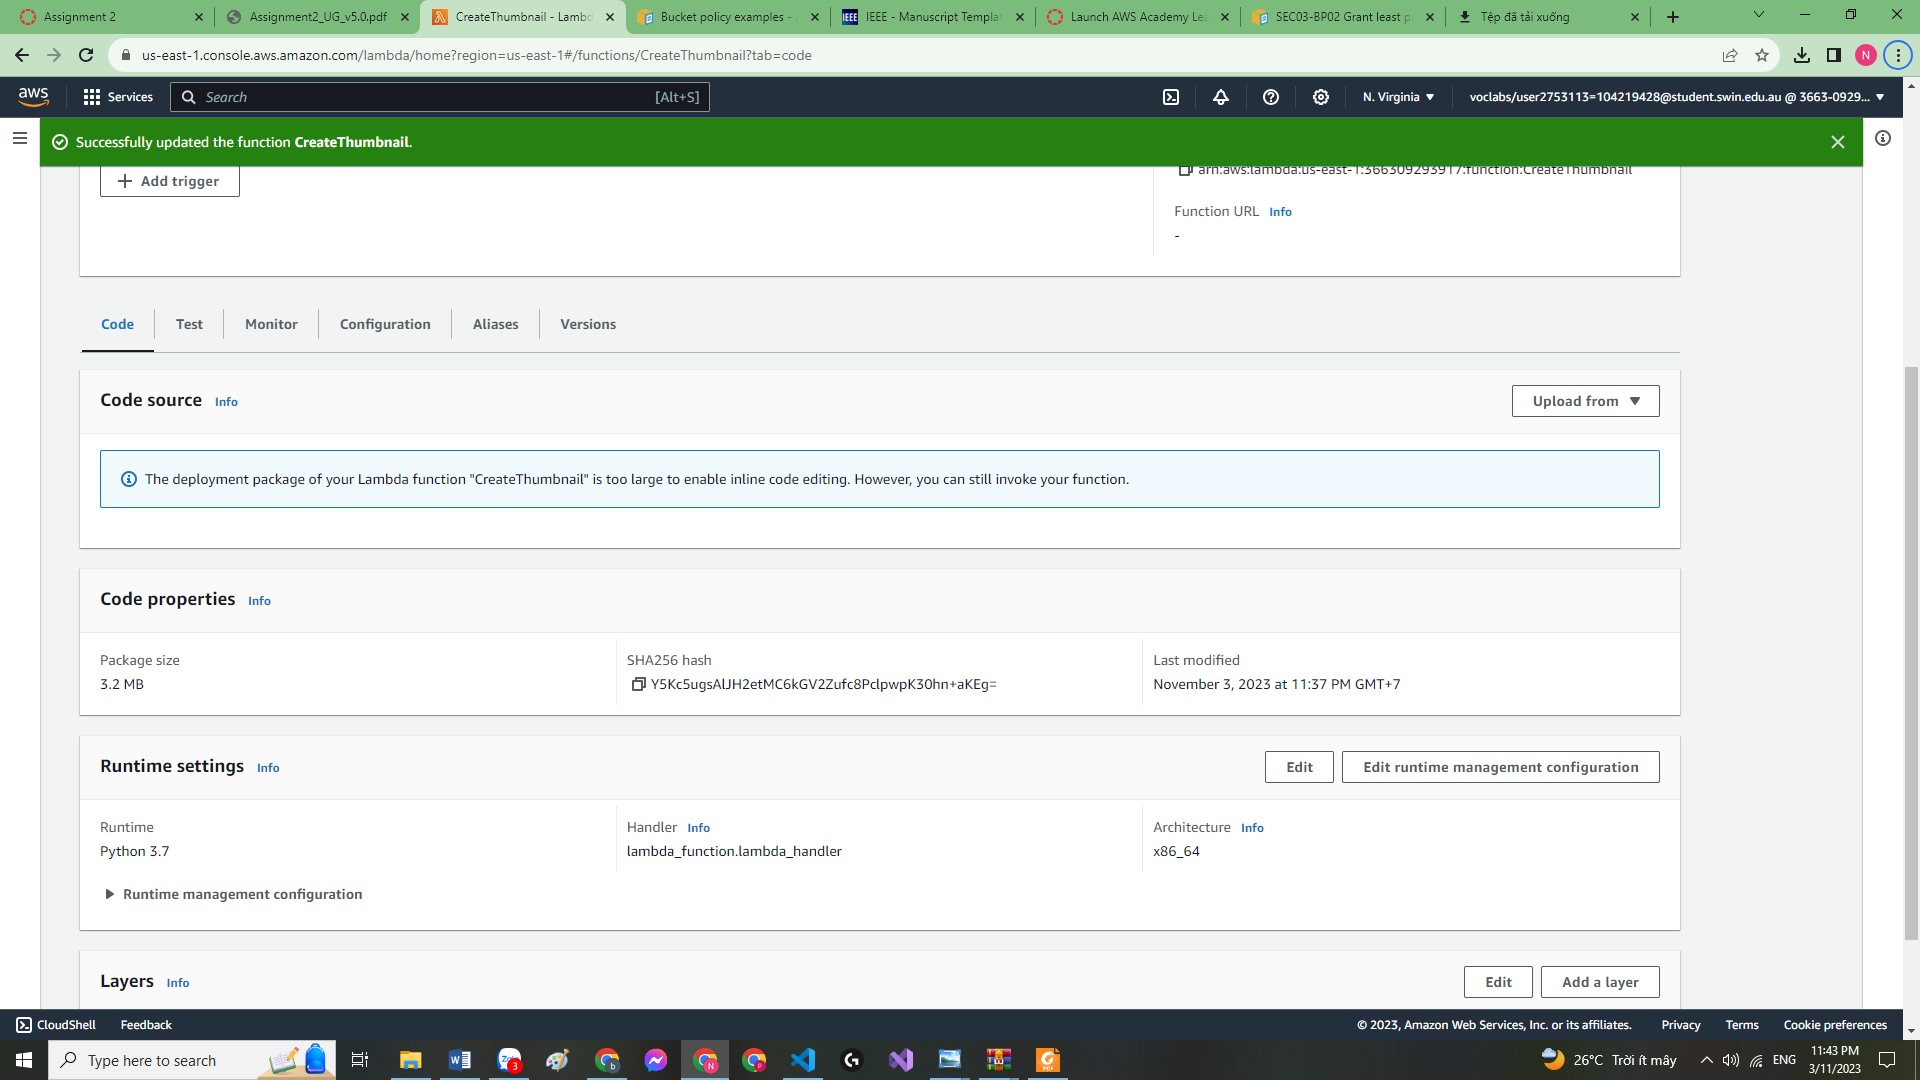 Assignment 2
Assignment2_UG_v5.0.pdf
CreateThumbnail - Lambd
Bucket policy examples -
IEEE - Manuscript Templat
Launch AWS Academy Le
SEC03-BP02 Grant least p
Tệp đã tải xuống
us-east-1.console.aws.amazon.com/lambda/home?region=us-east-1#/functions/CreateThumbnail?tab=code
N
aws
Services
Search
[Alt+S]
N. Virginia
voclabs/user2753113=104219428@student.swin.edu.au @ 3663-0929...
Successfully updated the function CreateThumbnail.
Add trigger
arn:aws:lambda:us-east-1:366309293917:function:CreateThumbnail
Function URL Info
-
Code
Test
Monitor
Configuration
Aliases
Versions
Code source Info
Upload from
The deployment package of your Lambda function "CreateThumbnail" is too large to enable inline code editing. However, you can still invoke your function.
Code properties Info
Package size
3.2 MB
SHA256 hash
Y5Kc5ugsAlJH2etMC6kGV2Zufc8PclpwpK30hn+aKEg=
Last modified
November 3, 2023 at 11:37 PM GMT+7
Runtime settings Info
Edit
Edit runtime management configuration
Runtime
Python 3.7
Handler Info
lambda_function.lambda_handler
Architecture Info
x86_64
Runtime management configuration
Layers Info
Edit
Add a layer
CloudShell
Feedback
© 2023, Amazon Web Services, Inc. or its affiliates.
Privacy
Terms
Cookie preferences
Type here to search
26°C Trời ít mây
ENG
11:43 PM
3/11/2023